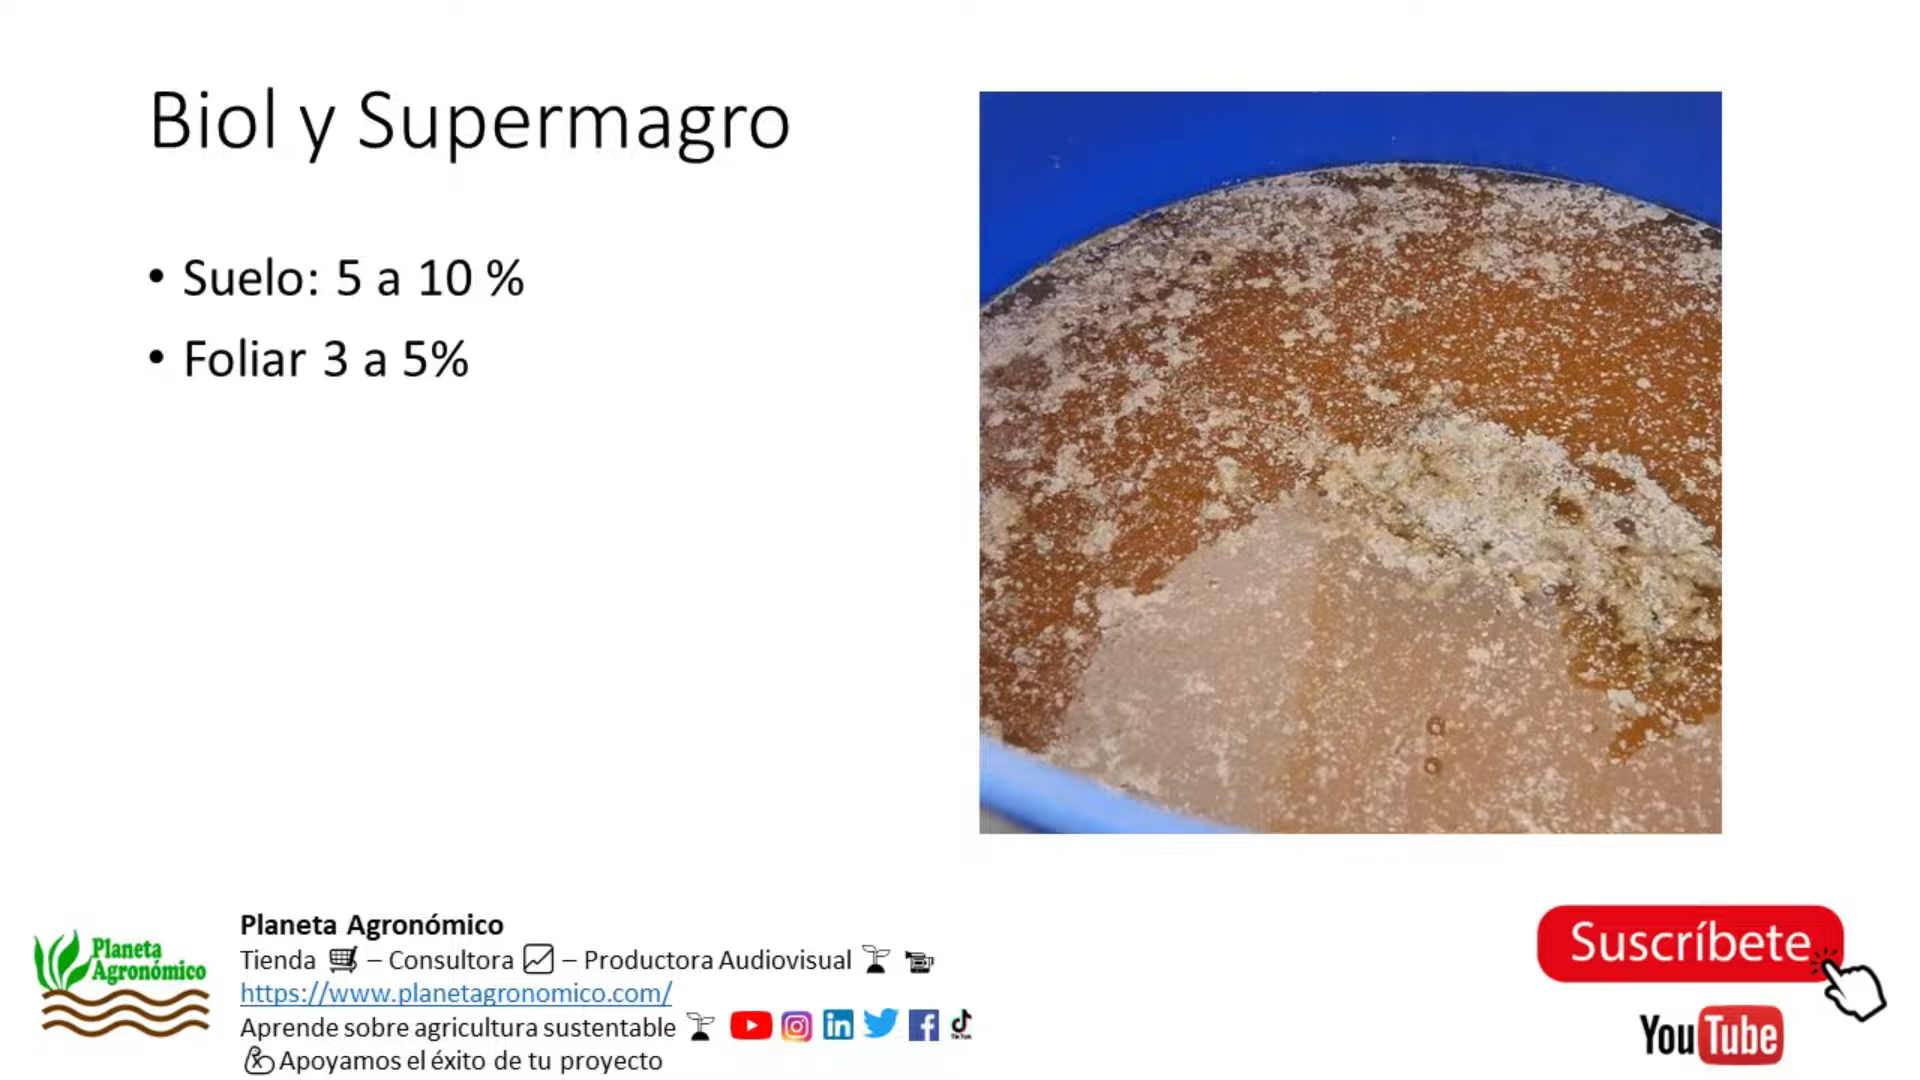 Biol y Supermagro
• Suelo: 5 a 10 %
• Foliar 3 a 5%
Planeta Agronómico
Planeta Agronómico
Tienda – Consultora – Productora Audiovisual
https://www.planetagronomico.com/
Aprende sobre agricultura sustentable
Apoyamos el éxito de tu proyecto
Suscríbete
YouTube